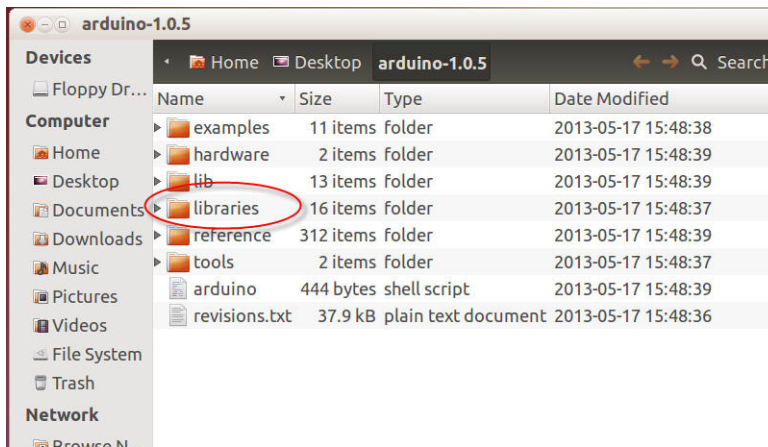 arduino-1.0.5
Devices
Floppy Dr...
Computer
Home
Desktop
Documents
Downloads
Music
Pictures
Videos
File System
Trash
Network
Browse N
Home Desktop arduino-1.0.5 Search
Name Size Type Date Modified
examples 11 items folder 2013-05-17 15:48:38
hardware 2 items folder 2013-05-17 15:48:39
lib 13 items folder 2013-05-17 15:48:39
libraries 16 items folder 2013-05-17 15:48:37
reference 312 items folder 2013-05-17 15:48:39
tools 2 items folder 2013-05-17 15:48:37
arduino 444 bytes shell script 2013-05-17 15:48:39
revisions.txt 37.9 kB plain text document 2013-05-17 15:48:36